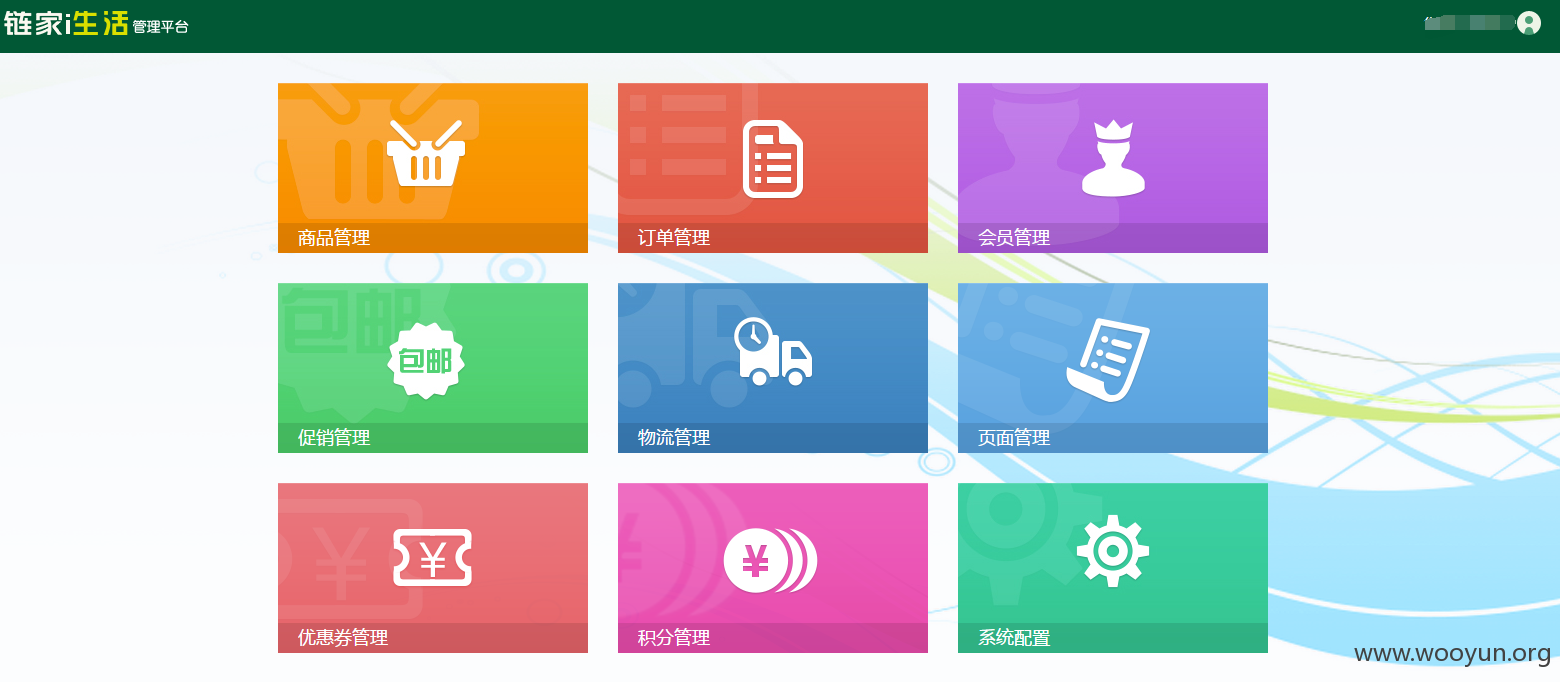 链家i生活管理平台
商品管理
订单管理
会员管理
包邮
促销管理
物流管理
页面管理
优惠券管理
积分管理
系统配置
www.wooyun.org